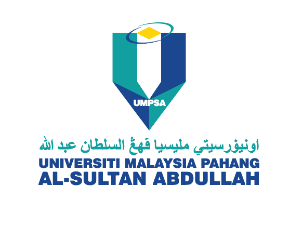 UMPSA
اونيۏرسيتي مليسيا ڤهڠ السلطان عبد الله
UNIVERSITI MALAYSIA PAHANG
AL-SULTAN ABDULLAH